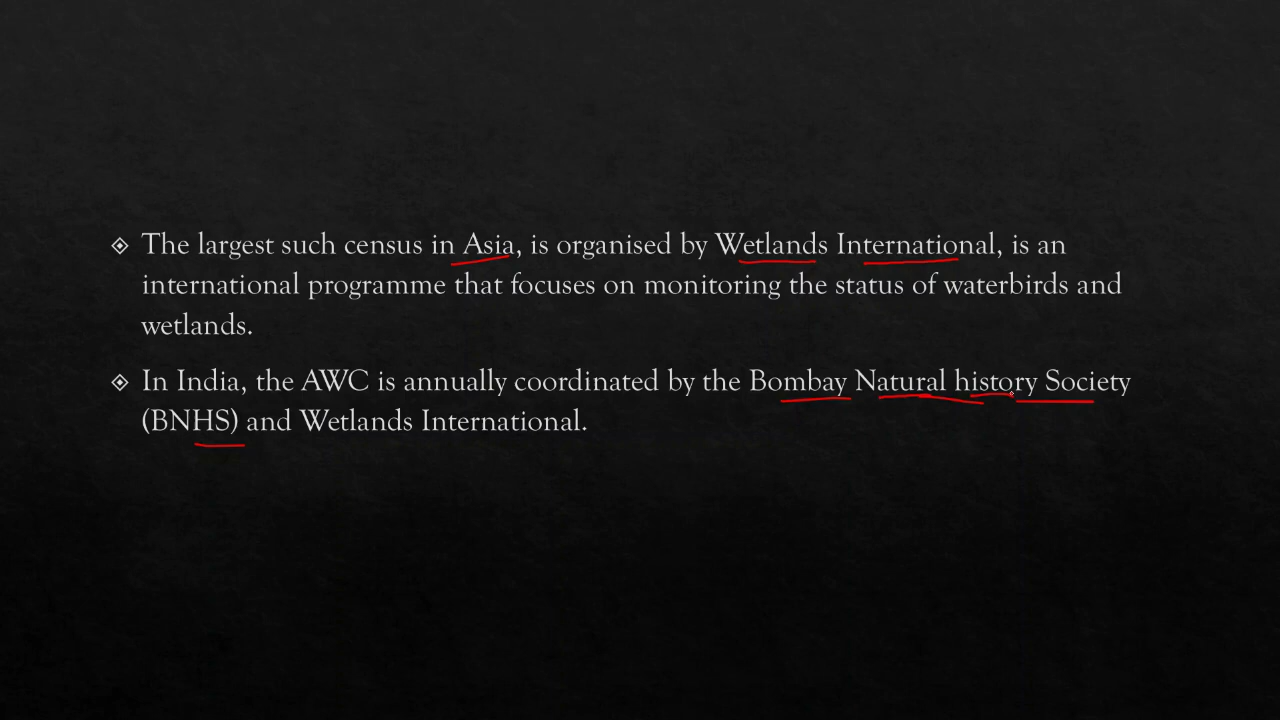 The largest such census in Asia, is organised by Wetlands International, is an
international programme that focuses on monitoring the status of waterbirds and
wetlands.
In India, the AWC is annually coordinated by the Bombay Natural history Society
(BNHS) and Wetlands International.